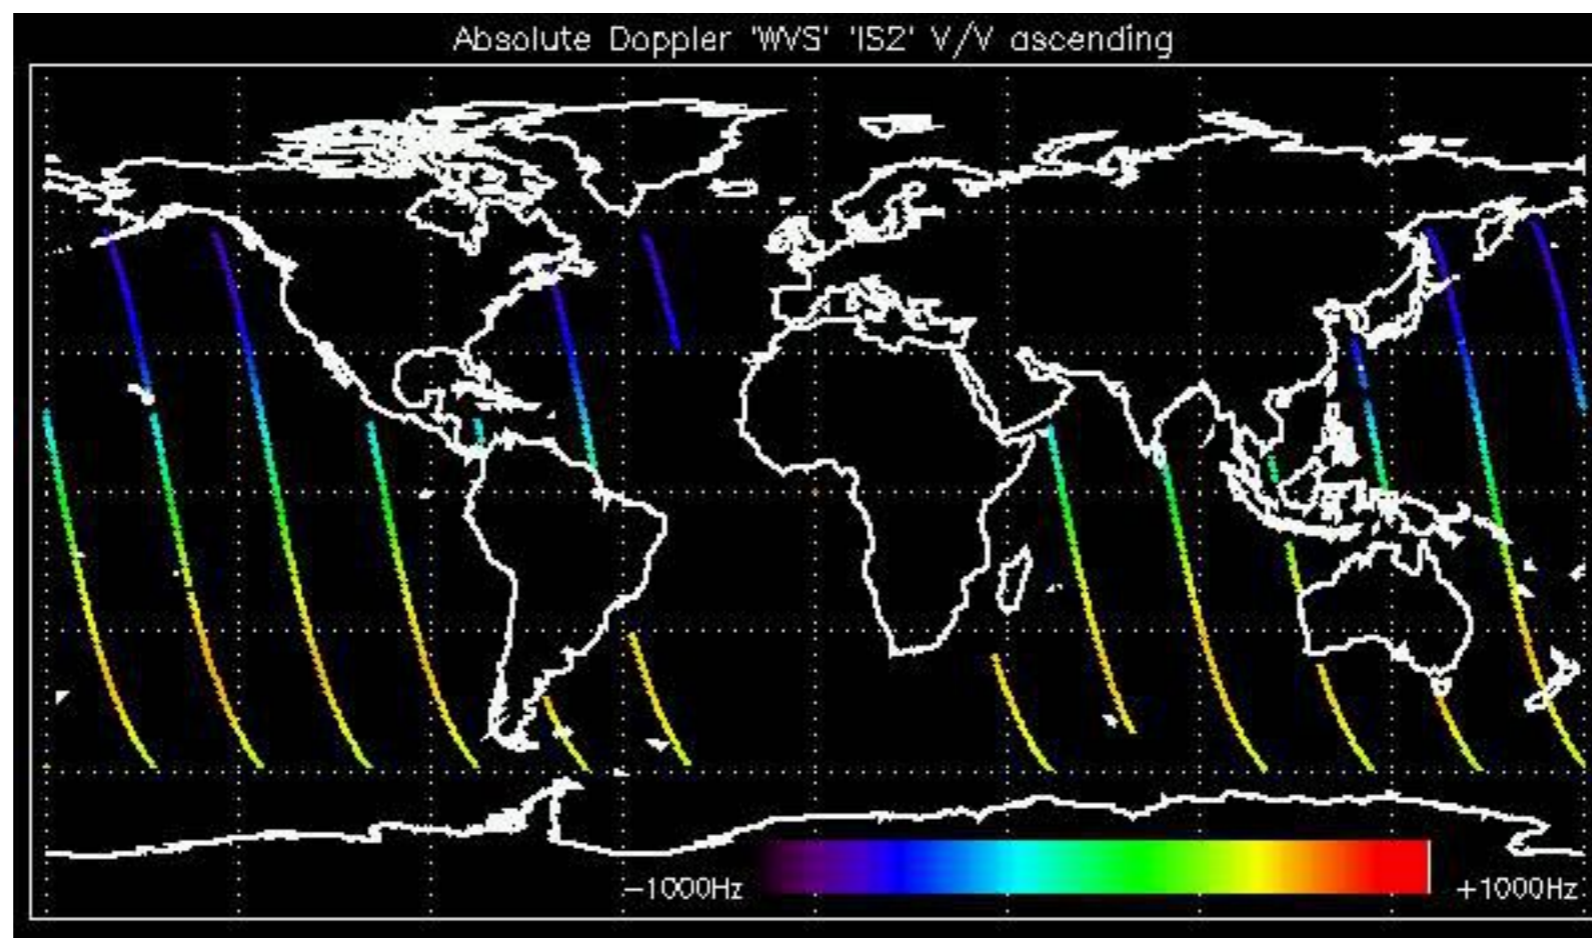 Absolute Doppler 'WVS' 'IS2' V/V ascending
-1000Hz +1000Hz